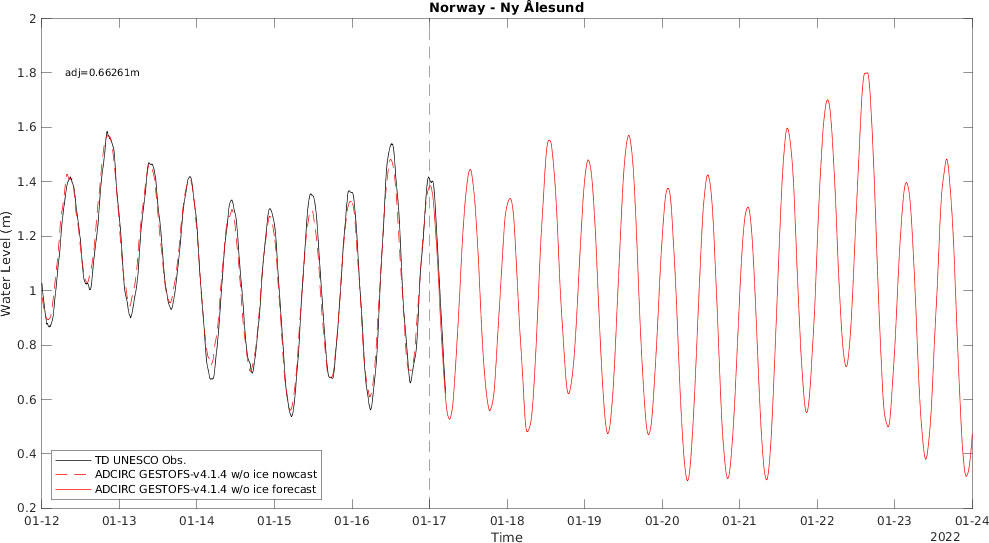 Norway - Ny Ålesund
2
1.8
1.6
1.4
1.2
1
0.8
0.6
0.4
0.2
Water Level (m)
adj=0.66261m
TD UNESCO Obs.
ADCIRC GESTOFS-v4.1.4 w/o ice nowcast
ADCIRC GESTOFS-v4.1.4 w/o ice forecast
01-12 01-13 01-14 01-15 01-16 01-17 01-18 01-19 01-20 01-21 01-22 01-23 01-24
Time
2022